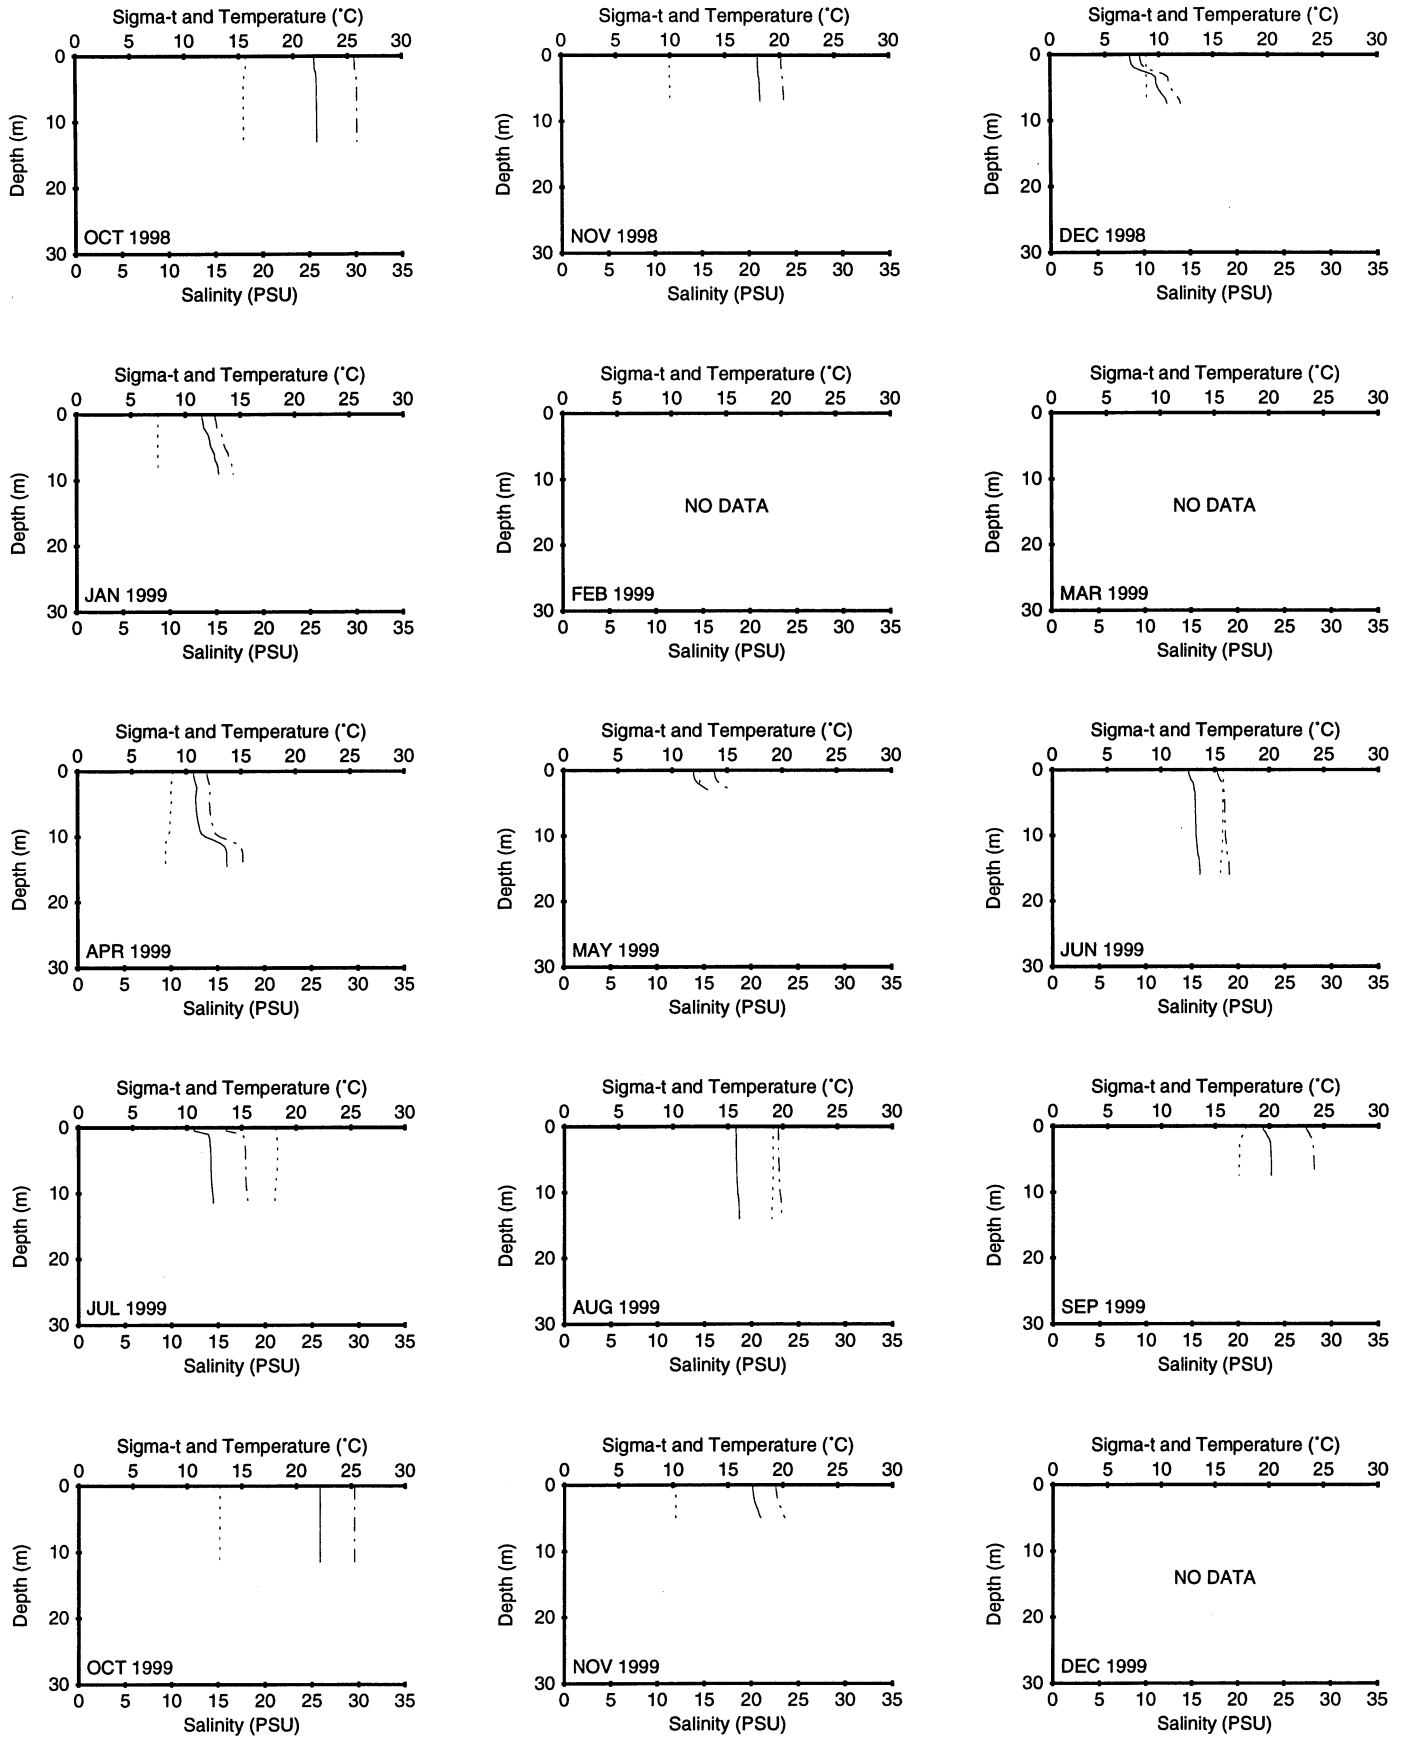 Sigma-t and Temperature (˚C)
0 5 10 15 20 25 30
0
10
20
30
Depth (m)
OCT 1998
0 5 10 15 20 25 30 35
Salinity (PSU)
Sigma-t and Temperature (˚C)
0 5 10 15 20 25 30
0
10
20
30
Depth (m)
NOV 1998
0 5 10 15 20 25 30 35
Salinity (PSU)
Sigma-t and Temperature (˚C)
0 5 10 15 20 25 30
0
10
20
30
Depth (m)
DEC 1998
0 5 10 15 20 25 30 35
Salinity (PSU)
Sigma-t and Temperature (˚C)
0 5 10 15 20 25 30
0
10
20
30
Depth (m)
JAN 1999
0 5 10 15 20 25 30 35
Salinity (PSU)
Sigma-t and Temperature (˚C)
0 5 10 15 20 25 30
0
10
20
30
Depth (m)
NO DATA
FEB 1999
0 5 10 15 20 25 30 35
Salinity (PSU)
Sigma-t and Temperature (˚C)
0 5 10 15 20 25 30
0
10
20
30
Depth (m)
NO DATA
MAR 1999
0 5 10 15 20 25 30 35
Salinity (PSU)
Sigma-t and Temperature (˚C)
0 5 10 15 20 25 30
0
10
20
30
Depth (m)
APR 1999
0 5 10 15 20 25 30 35
Salinity (PSU)
Sigma-t and Temperature (˚C)
0 5 10 15 20 25 30
0
10
20
30
Depth (m)
MAY 1999
0 5 10 15 20 25 30 35
Salinity (PSU)
Sigma-t and Temperature (˚C)
0 5 10 15 20 25 30
0
10
20
30
Depth (m)
JUN 1999
0 5 10 15 20 25 30 35
Salinity (PSU)
Sigma-t and Temperature (˚C)
0 5 10 15 20 25 30
0
10
20
30
Depth (m)
JUL 1999
0 5 10 15 20 25 30 35
Salinity (PSU)
Sigma-t and Temperature (˚C)
0 5 10 15 20 25 30
0
10
20
30
Depth (m)
AUG 1999
0 5 10 15 20 25 30 35
Salinity (PSU)
Sigma-t and Temperature (˚C)
0 5 10 15 20 25 30
0
10
20
30
Depth (m)
SEP 1999
0 5 10 15 20 25 30 35
Salinity (PSU)
Sigma-t and Temperature (˚C)
0 5 10 15 20 25 30
0
10
20
30
Depth (m)
OCT 1999
0 5 10 15 20 25 30 35
Salinity (PSU)
Sigma-t and Temperature (˚C)
0 5 10 15 20 25 30
0
10
20
30
Depth (m)
NOV 1999
0 5 10 15 20 25 30 35
Salinity (PSU)
Sigma-t and Temperature (˚C)
0 5 10 15 20 25 30
0
10
20
30
Depth (m)
NO DATA
DEC 1999
0 5 10 15 20 25 30 35
Salinity (PSU)